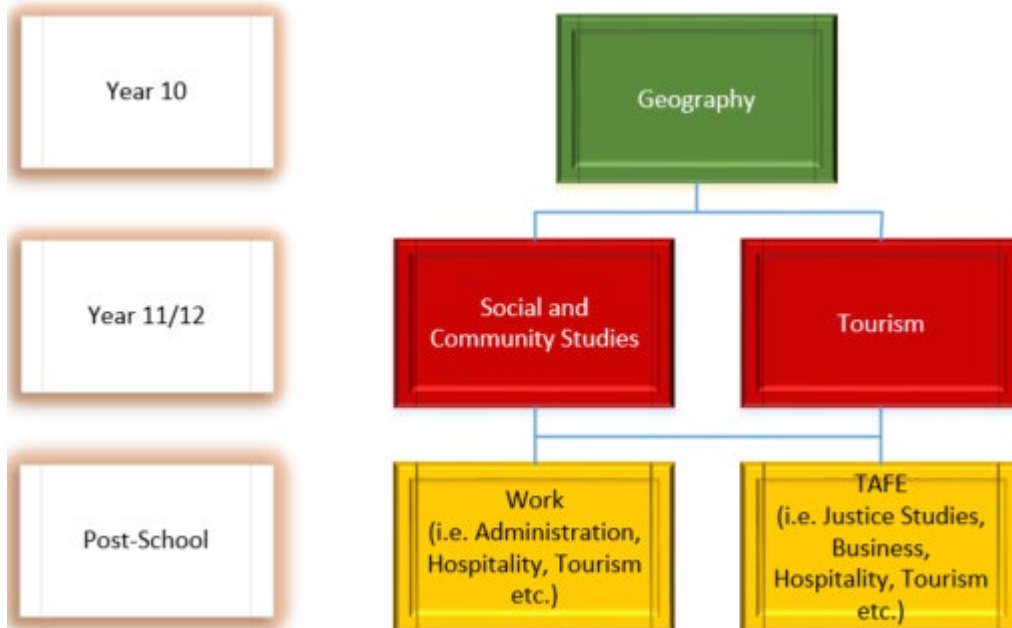 Year 10
Geography
Year 11/12
Social and
Community Studies
Tourism
Post-School
Work
(i.e. Administration,
Hospitality, Tourism
etc.)
TAFE
(i.e. Justice Studies,
Business,
Hospitality, Tourism
etc.)